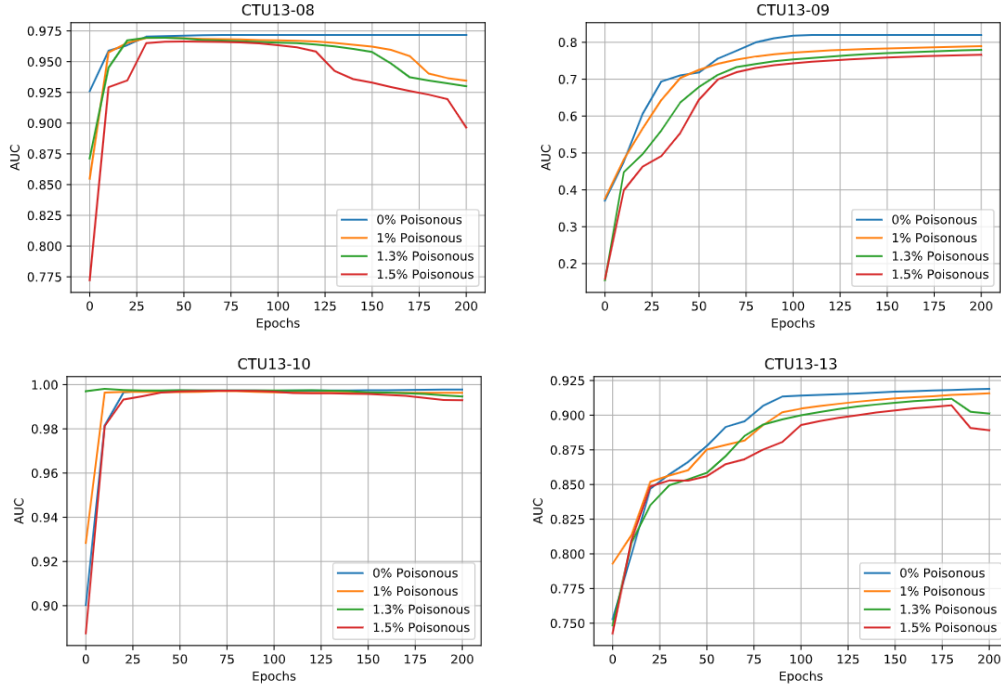 CTU13-08
AUC
0.975
0.950
0.925
0.900
0.875
0.850
0.825
0.800
0.775
0 25 50 75 100 125 150 175 200
Epochs
0% Poisonous
1% Poisonous
1.3% Poisonous
1.5% Poisonous
CTU13-09
AUC
0.8
0.7
0.6
0.5
0.4
0.3
0.2
0 25 50 75 100 125 150 175 200
Epochs
0% Poisonous
1% Poisonous
1.3% Poisonous
1.5% Poisonous
CTU13-10
AUC
1.00
0.98
0.96
0.94
0.92
0.90
0 25 50 75 100 125 150 175 200
Epochs
0% Poisonous
1% Poisonous
1.3% Poisonous
1.5% Poisonous
CTU13-13
AUC
0.925
0.900
0.875
0.850
0.825
0.800
0.775
0.750
0 25 50 75 100 125 150 175 200
Epochs
0% Poisonous
1% Poisonous
1.3% Poisonous
1.5% Poisonous